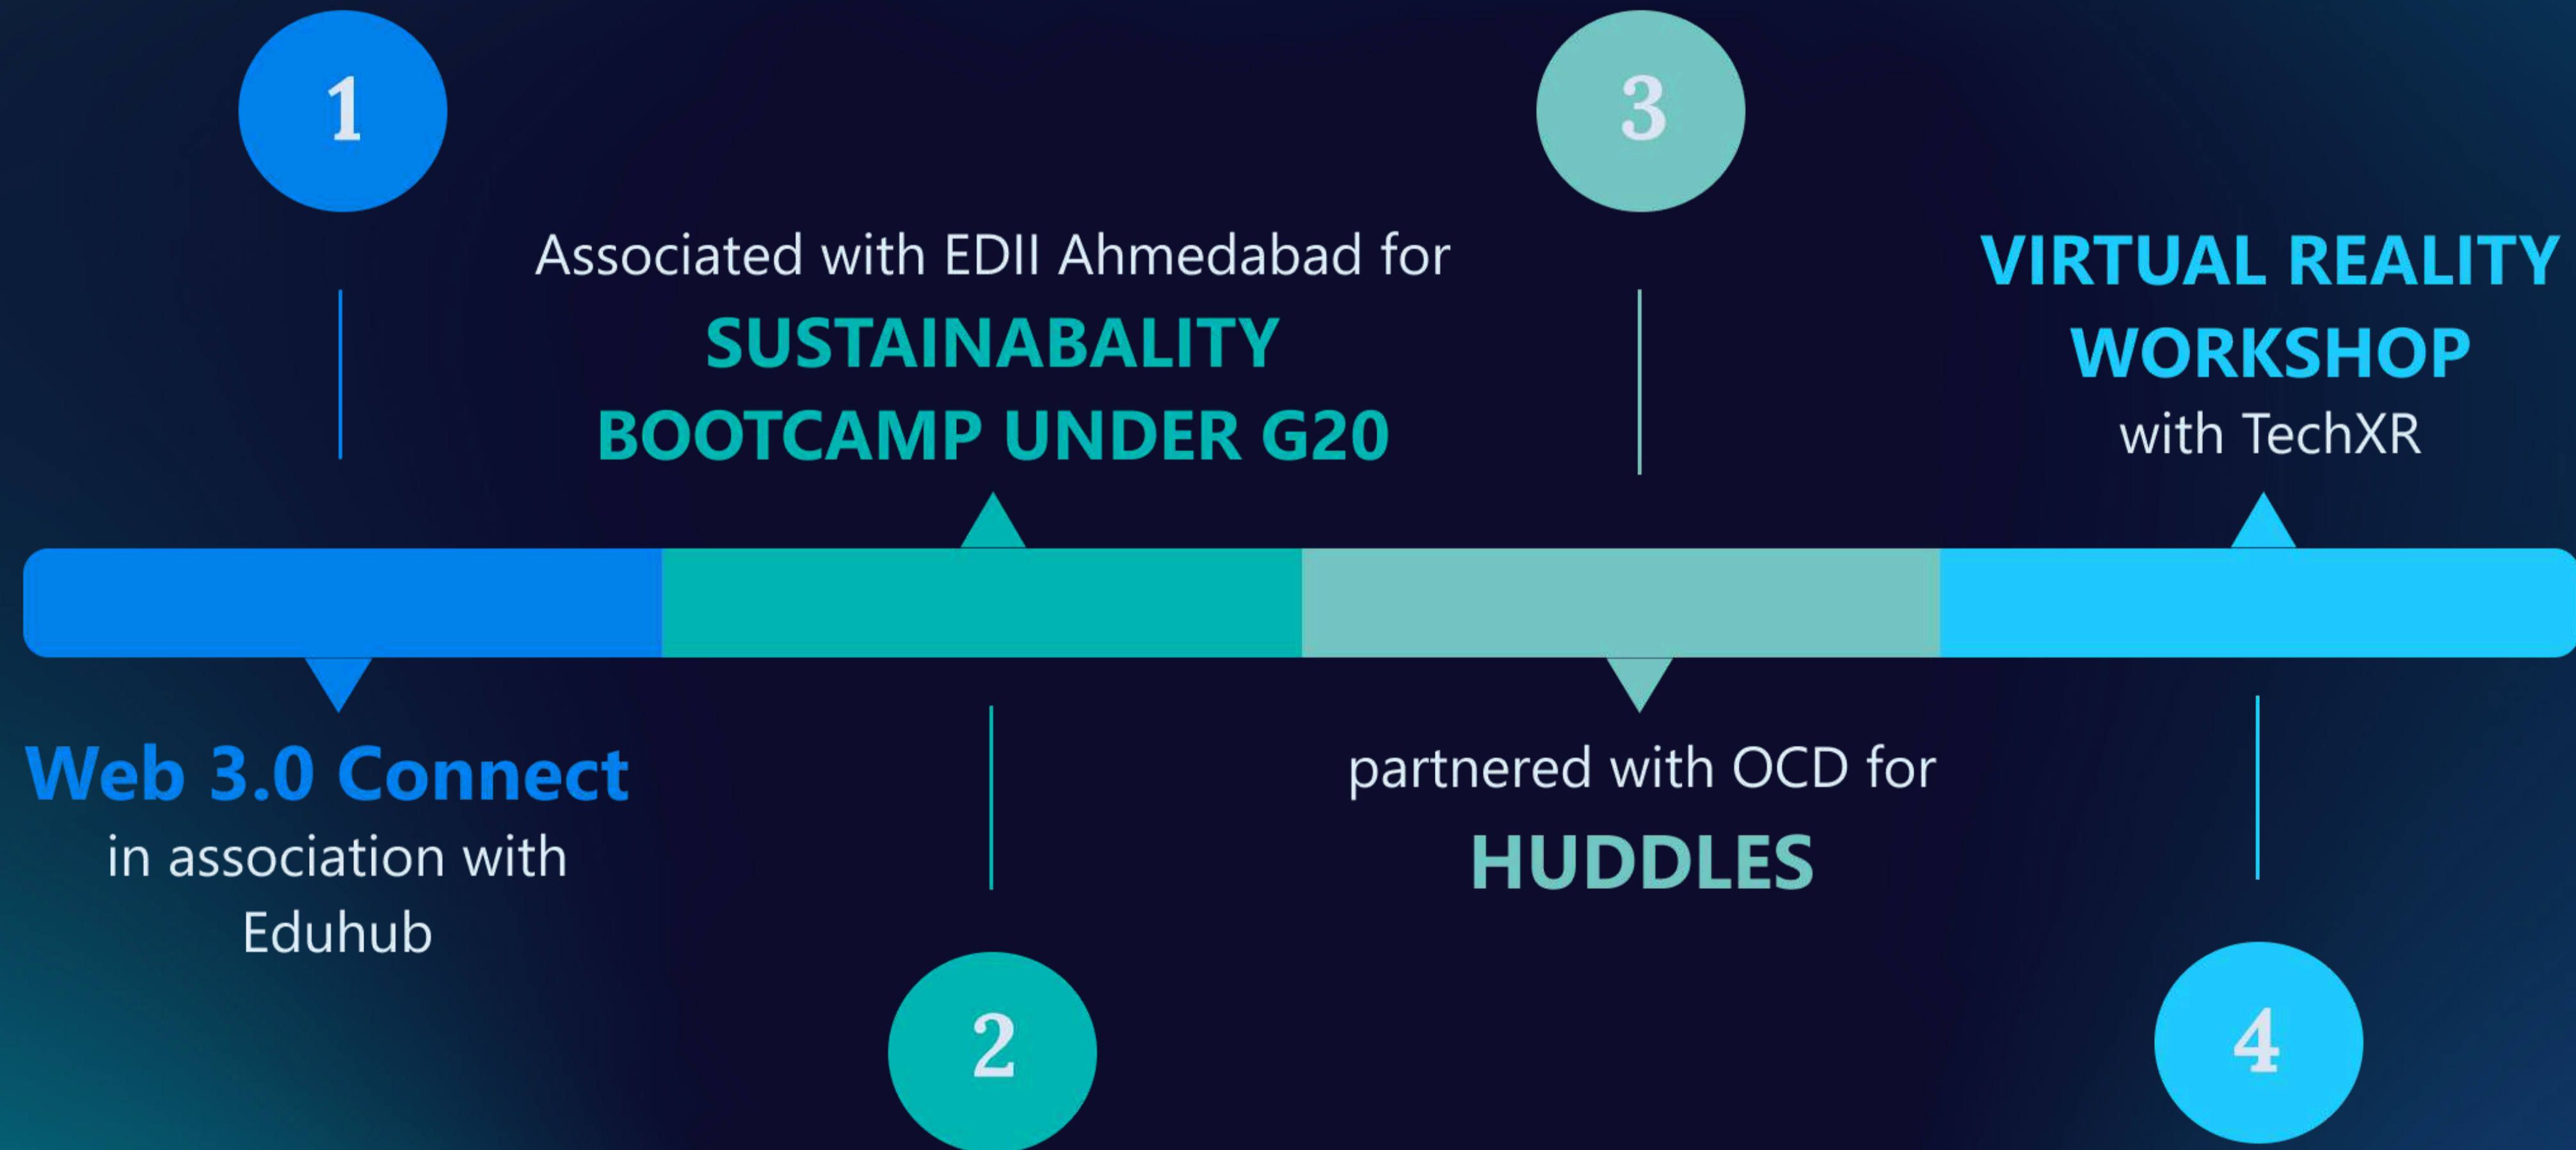 1
Web 3.0 Connect
in association with
Eduhub
Associated with EDII Ahmedabad for
SUSTAINABALITY
BOOTCAMP UNDER G20
2
3
partnered with OCD for
HUDDLES
VIRTUAL REALITY
WORKSHOP
with TechXR
4